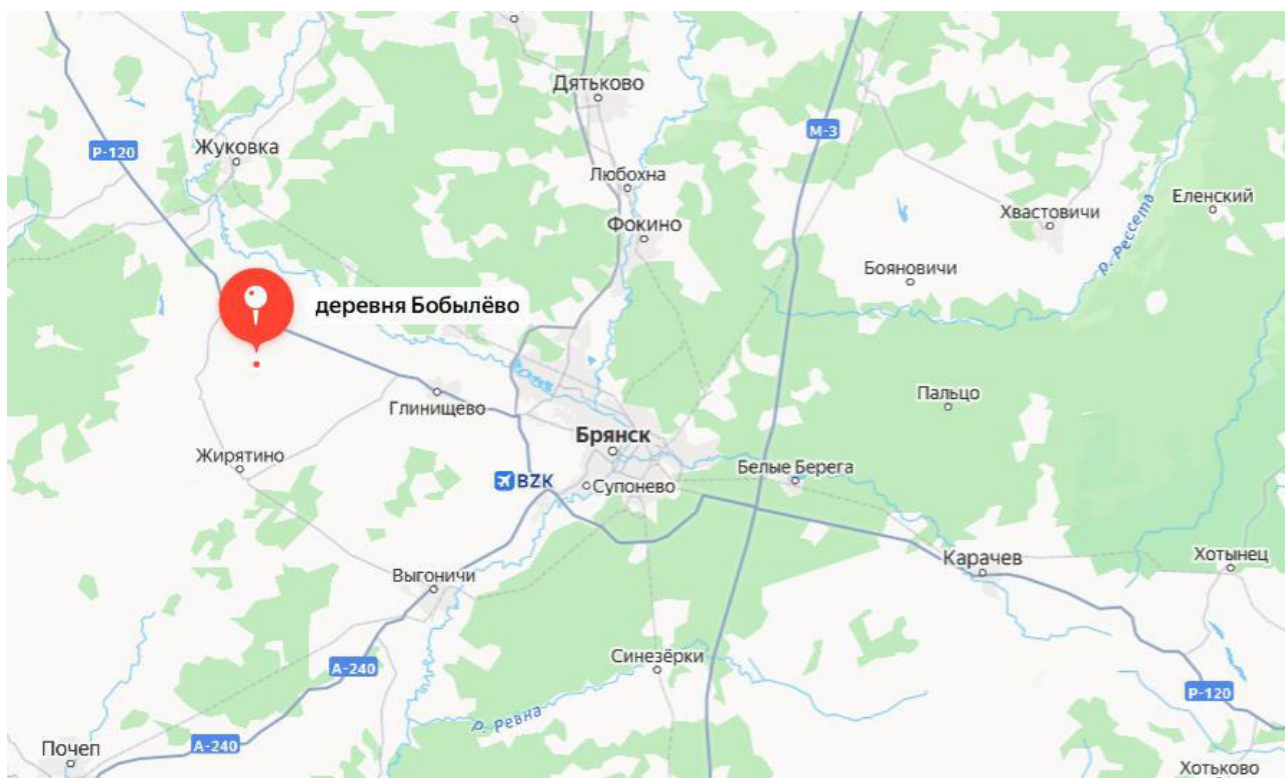 Дятьково
М-3
Р-120
Жуковка
Любохна
Еленский
Хвастовичи
Фокино
р. Рессета
Бояновичи
деревня Бобылёво
Пальцо
Глинищево
Брянск
Жирятино
Белые Берега
BZK
Супонево
Карачев
Хотынец
Выгоничи
Синезёрки
А-240
Р-120
р. Ревна
А-240
Почеп
Хотьково